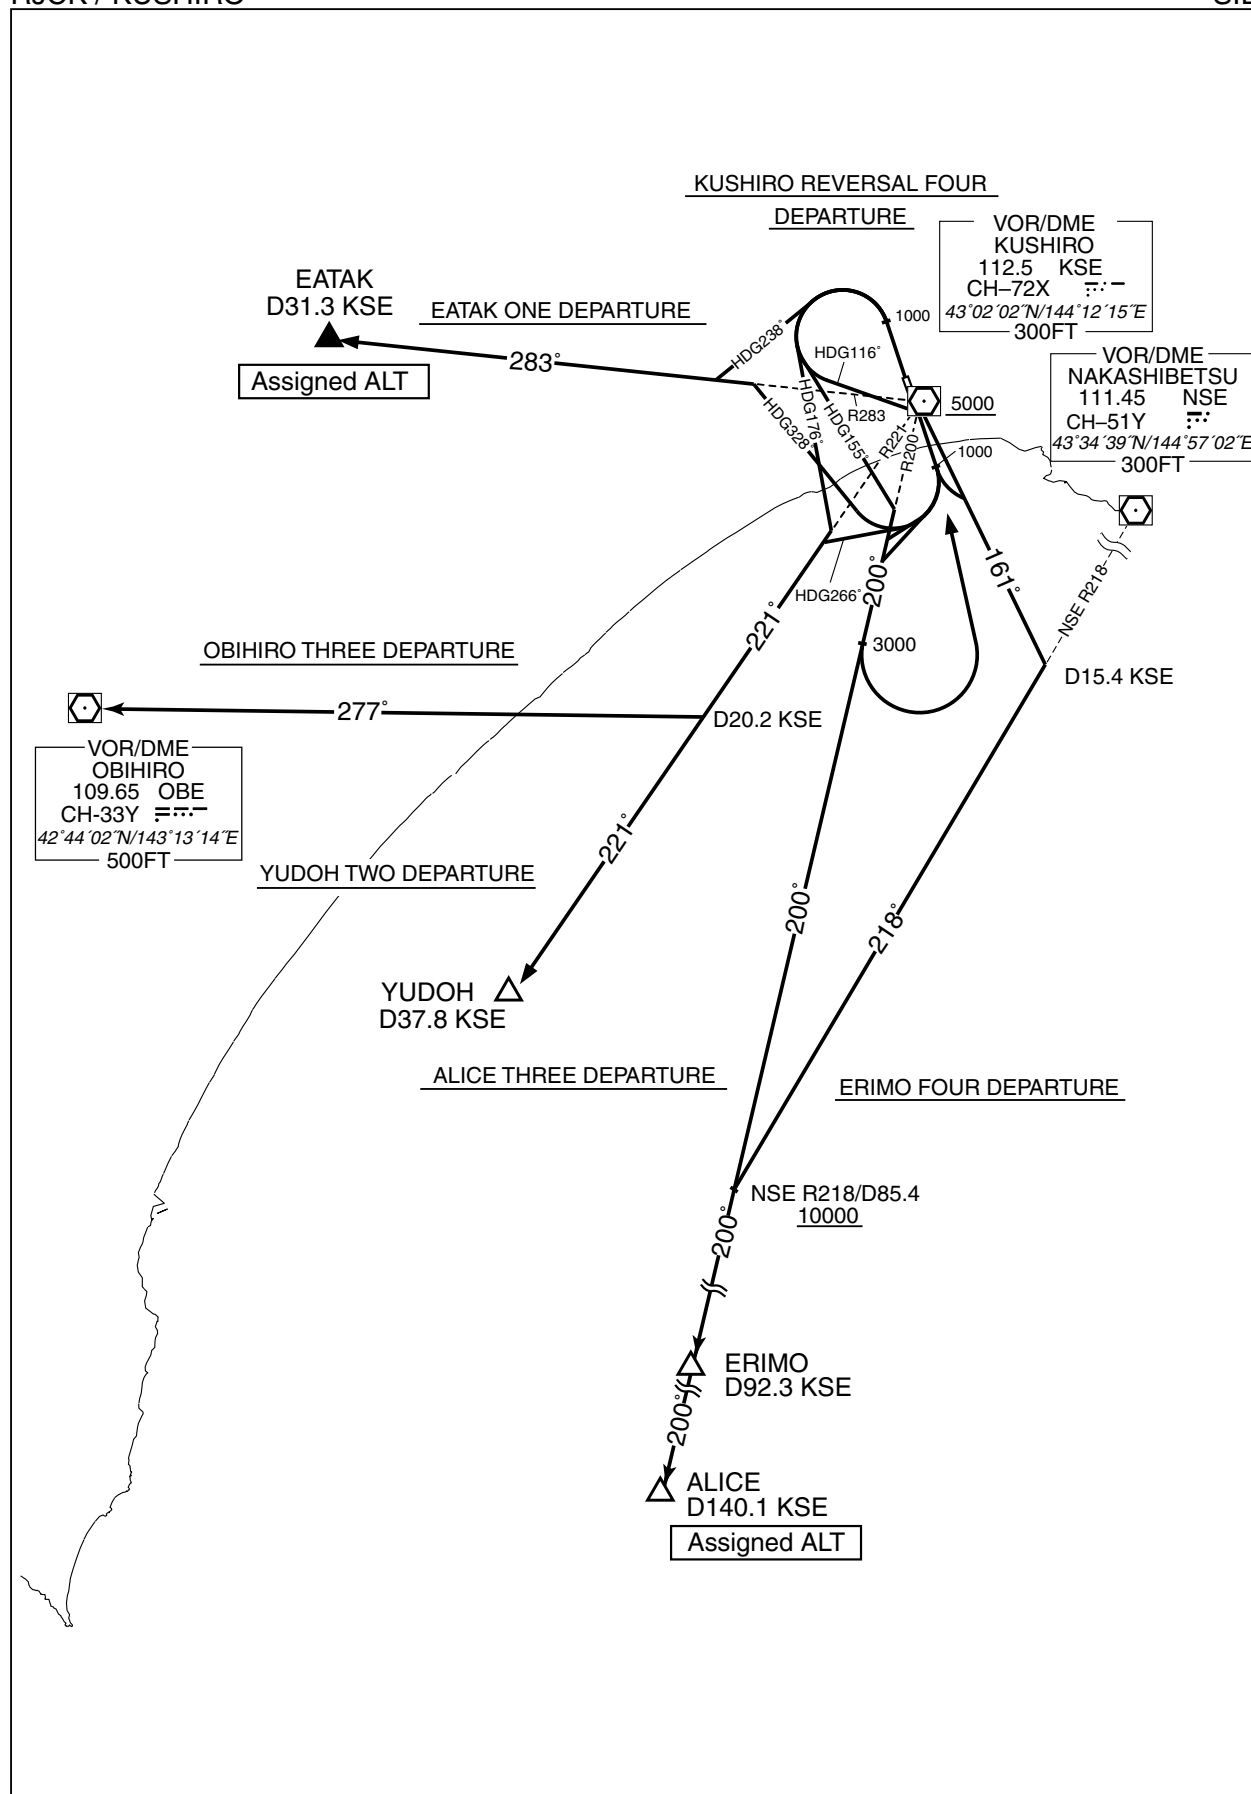 RJCK / KUSHIRO
KUSHIRO REVERSAL FOUR
DEPARTURE
VOR/DME
KUSHIRO
112.5 KSE
CH–72X
43°02´02˝N/144°12´15˝E
300FT
EATAK
D31.3 KSE
EATAK ONE DEPARTURE
Assigned ALT
283°
HDG238°
1000
HDG116°
R283
5000
VOR/DME
NAKASHIBETSU
111.45 NSE
CH–51Y
43°34´39˝N/144°57´02˝E
300FT
HDG328°
HDG176°
HDG155°
R221
R200
1000
161°
HDG266°
200°
NSE R218
221°
3000
OBIHIRO THREE DEPARTURE
D15.4 KSE
277°
D20.2 KSE
VOR/DME
OBIHIRO
109.65 OBE
CH-33Y
42°44´02˝N/143°13´14˝E
500FT
221°
YUDOH TWO DEPARTURE
200°
218°
YUDOH
D37.8 KSE
ALICE THREE DEPARTURE
ERIMO FOUR DEPARTURE
NSE R218/D85.4
10000
200°
ERIMO
D92.3 KSE
200°
ALICE
D140.1 KSE
Assigned ALT